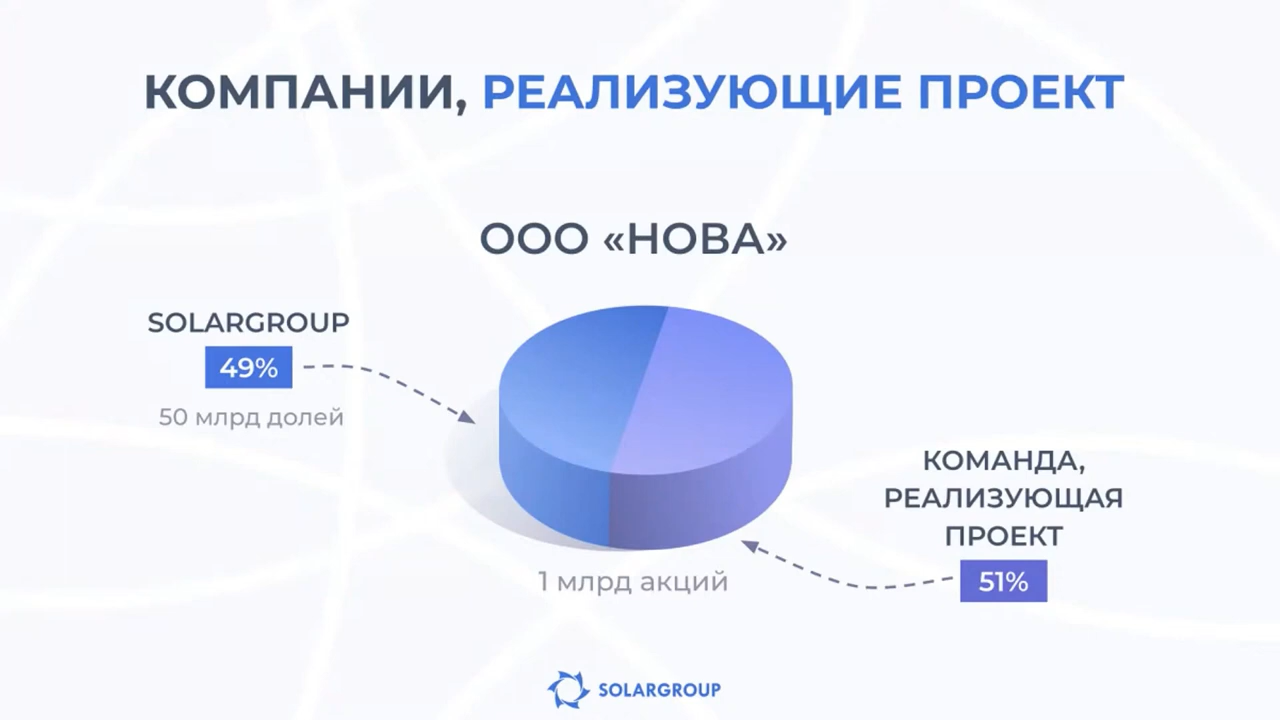 КОМПАНИИ, РЕАЛИЗУЮЩИЕ ПРОЕКТ
ООО «НОВА»
SOLARGROUP
49%
50 млрд долей
КОМАНДА,
РЕАЛИЗУЮЩАЯ
ПРОЕКТ
51%
1 млрд акций
SOLARGROUP